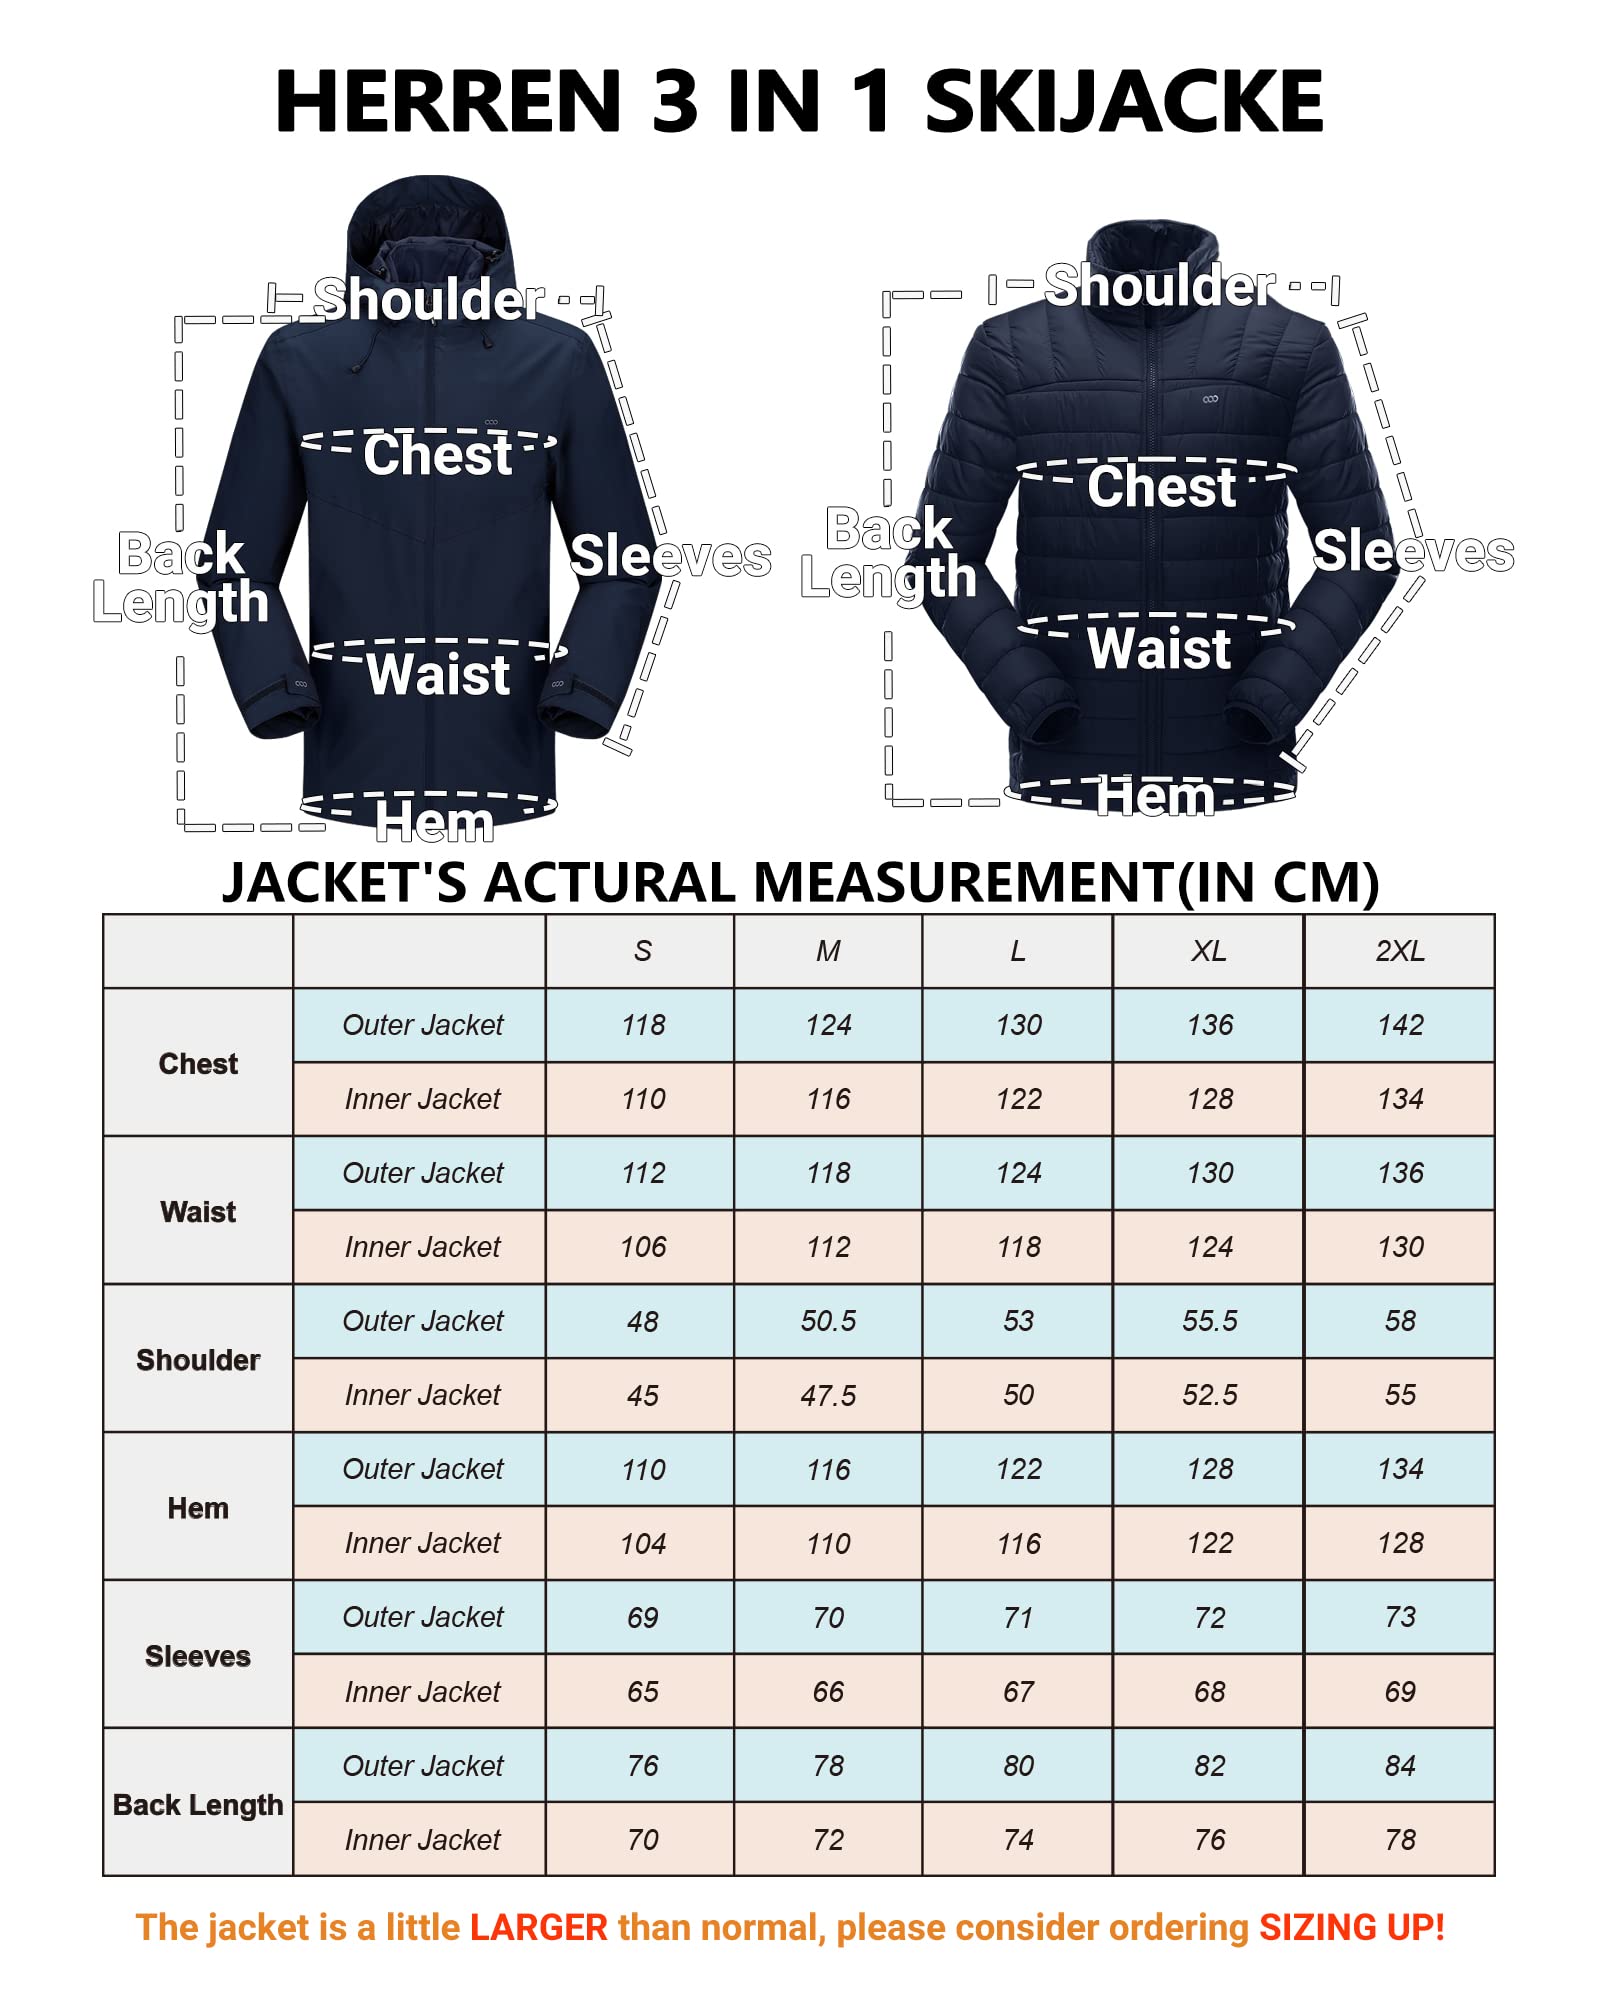 HERREN 3 IN 1 SKIJACKE
Shoulder
Chest
Back
Length
Sleeves
Waist
Hem
Shoulder
Chest
Back
Length
Sleeves
Waist
Hem
JACKET'S ACTURAL MEASUREMENT(IN CM)
S M L XL 2XL
Chest
Outer Jacket 118 124 130 136 142
Inner Jacket 110 116 122 128 134
Waist
Outer Jacket 112 118 124 130 136
Inner Jacket 106 112 118 124 130
Shoulder
Outer Jacket 48 50.5 53 55.5 58
Inner Jacket 45 47.5 50 52.5 55
Hem
Outer Jacket 110 116 122 128 134
Inner Jacket 104 110 116 122 128
Sleeves
Outer Jacket 69 70 71 72 73
Inner Jacket 65 66 67 68 69
Back Length
Outer Jacket 76 78 80 82 84
Inner Jacket 70 72 74 76 78
The jacket is a little LARGER than normal, please consider ordering SIZING UP!